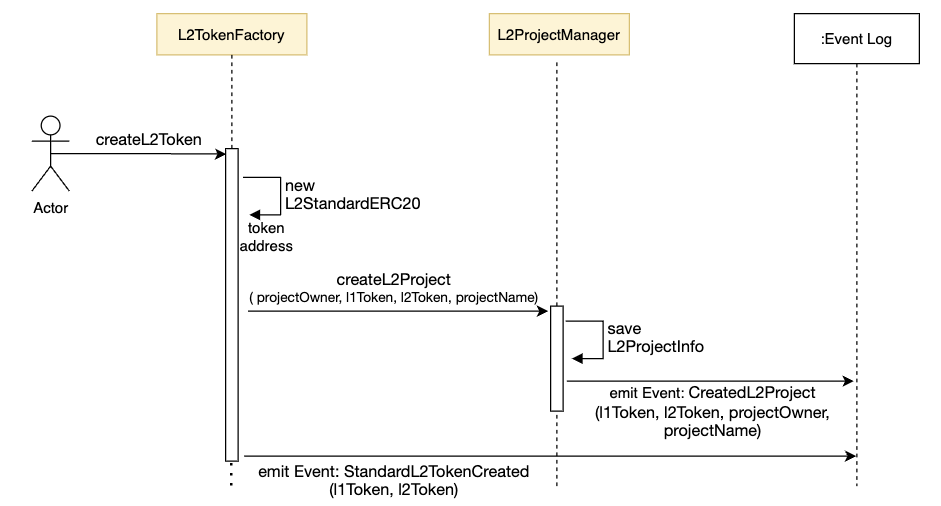 L2TokenFactory
L2ProjectManager
:Event Log
createL2Token
Actor
new
L2StandardERC20
token
address
createL2Project
( projectOwner, l1Token, l2Token, projectName)
save
L2ProjectInfo
emit Event: CreatedL2Project
(l1Token, l2Token, projectOwner,
projectName)
emit Event: StandardL2TokenCreated
(l1Token, l2Token)